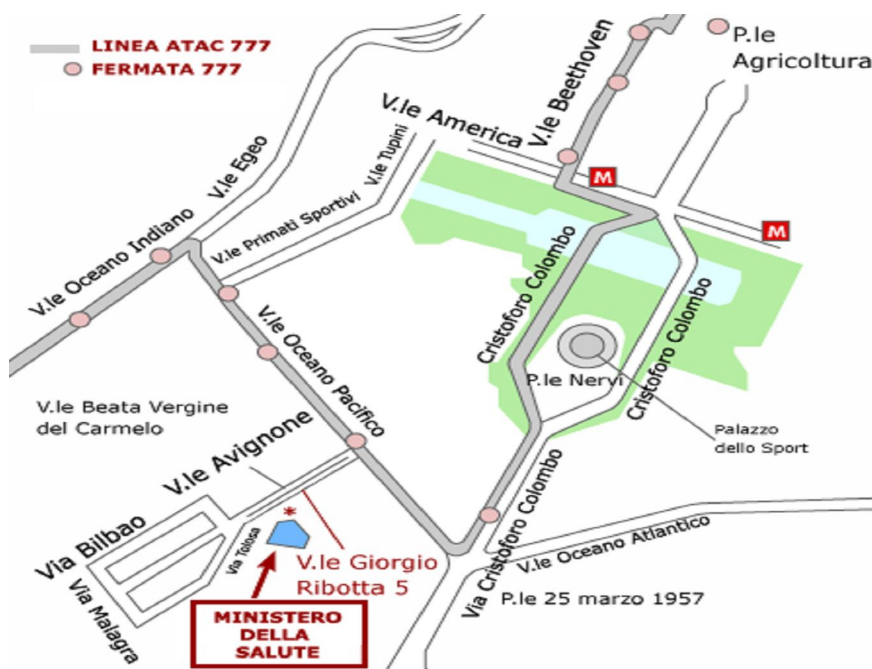 LINEA ATAC 777
FERMATA 777
P.le
Agricoltura
V.le Beethoven
V.le America
V.le Egeo
V.le Tupini
V.le Primati Sportivi
V.le Oceano Indiano
M
M
Cristoforo Colombo
Cristoforo Colombo
V.le Oceano Pacifico
P.le Nervi
V.le Beata Vergine
del Carmelo
Palazzo
dello Sport
V.le Avignone
Via Bilbao
Via Tolosa
*
V.le Giorgio
Ribotta 5
Via Cristoforo Colombo
V.le Oceano Atlantico
Via Malagra
P.le 25 marzo 1957
MINISTERO
DELLA
SALUTE